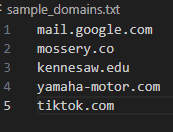 sample_domains.txt
1 mail.google.com
2 mossery.co
3 kennesaw.edu
4 yamaha-motor.com
5 tiktok.com